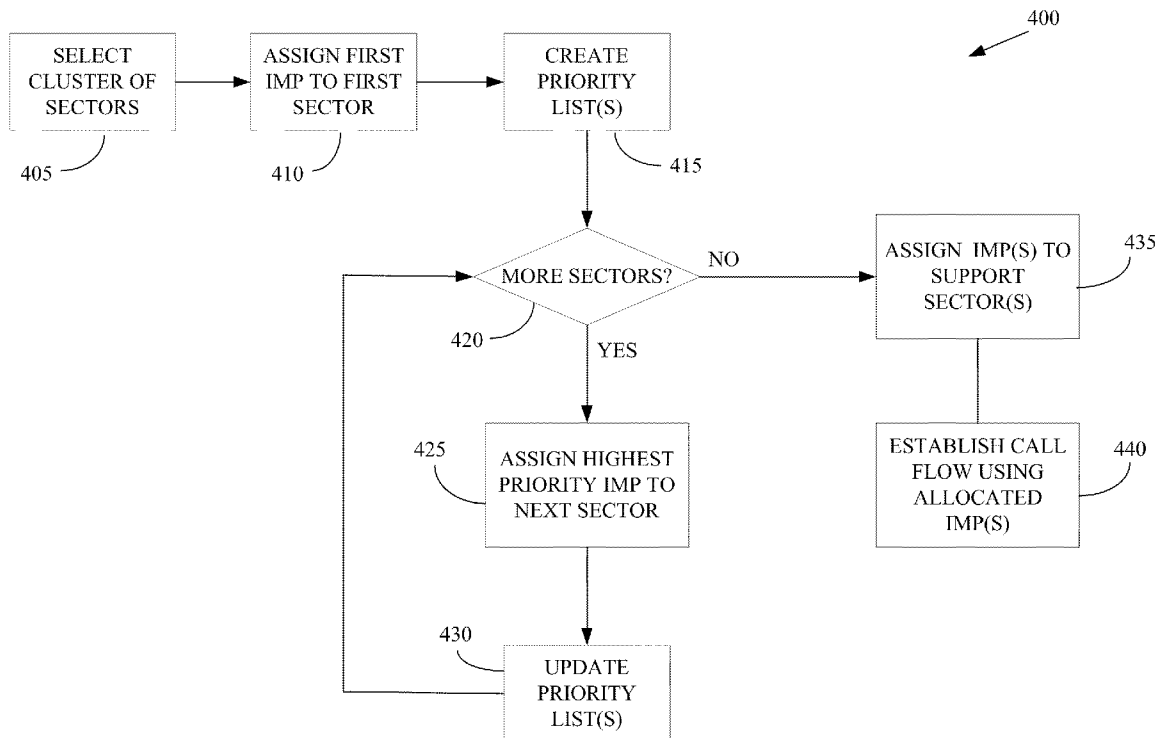 400
SELECT
CLUSTER OF
SECTORS
405
ASSIGN FIRST
IMP TO FIRST
SECTOR
410
CREATE
PRIORITY
LIST(S)
415
MORE SECTORS?
420
NO
YES
ASSIGN IMP(S) TO
SUPPORT
SECTOR(S)
435
425
ASSIGN HIGHEST
PRIORITY IMP TO
NEXT SECTOR
ESTABLISH CALL
FLOW USING
ALLOCATED
IMP(S)
440
430
UPDATE
PRIORITY
LIST(S)